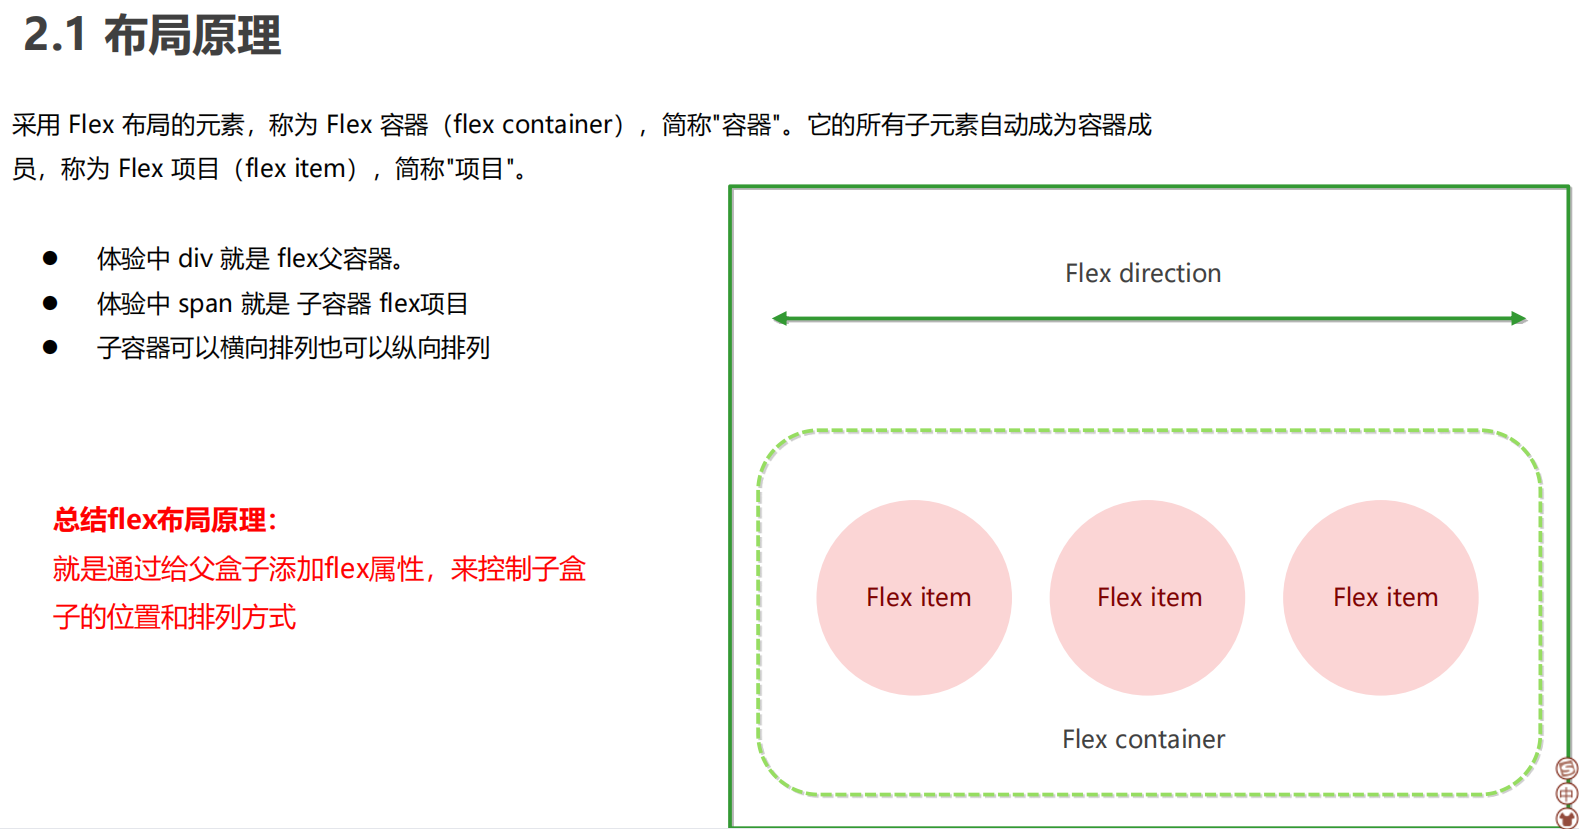 2.1 布局原理
采用 Flex 布局的元素，称为 Flex 容器（flex container），简称"容器"。它的所有子元素自动成为容器成
员，称为 Flex 项目（flex item），简称"项目"。
● 体验中 div 就是 flex父容器。
● 体验中 span 就是 子容器 flex项目
● 子容器可以横向排列也可以纵向排列
总结flex布局原理：
就是通过给父盒子添加flex属性，来控制子盒
子的位置和排列方式
Flex direction
Flex item Flex item Flex item
Flex container
S
中